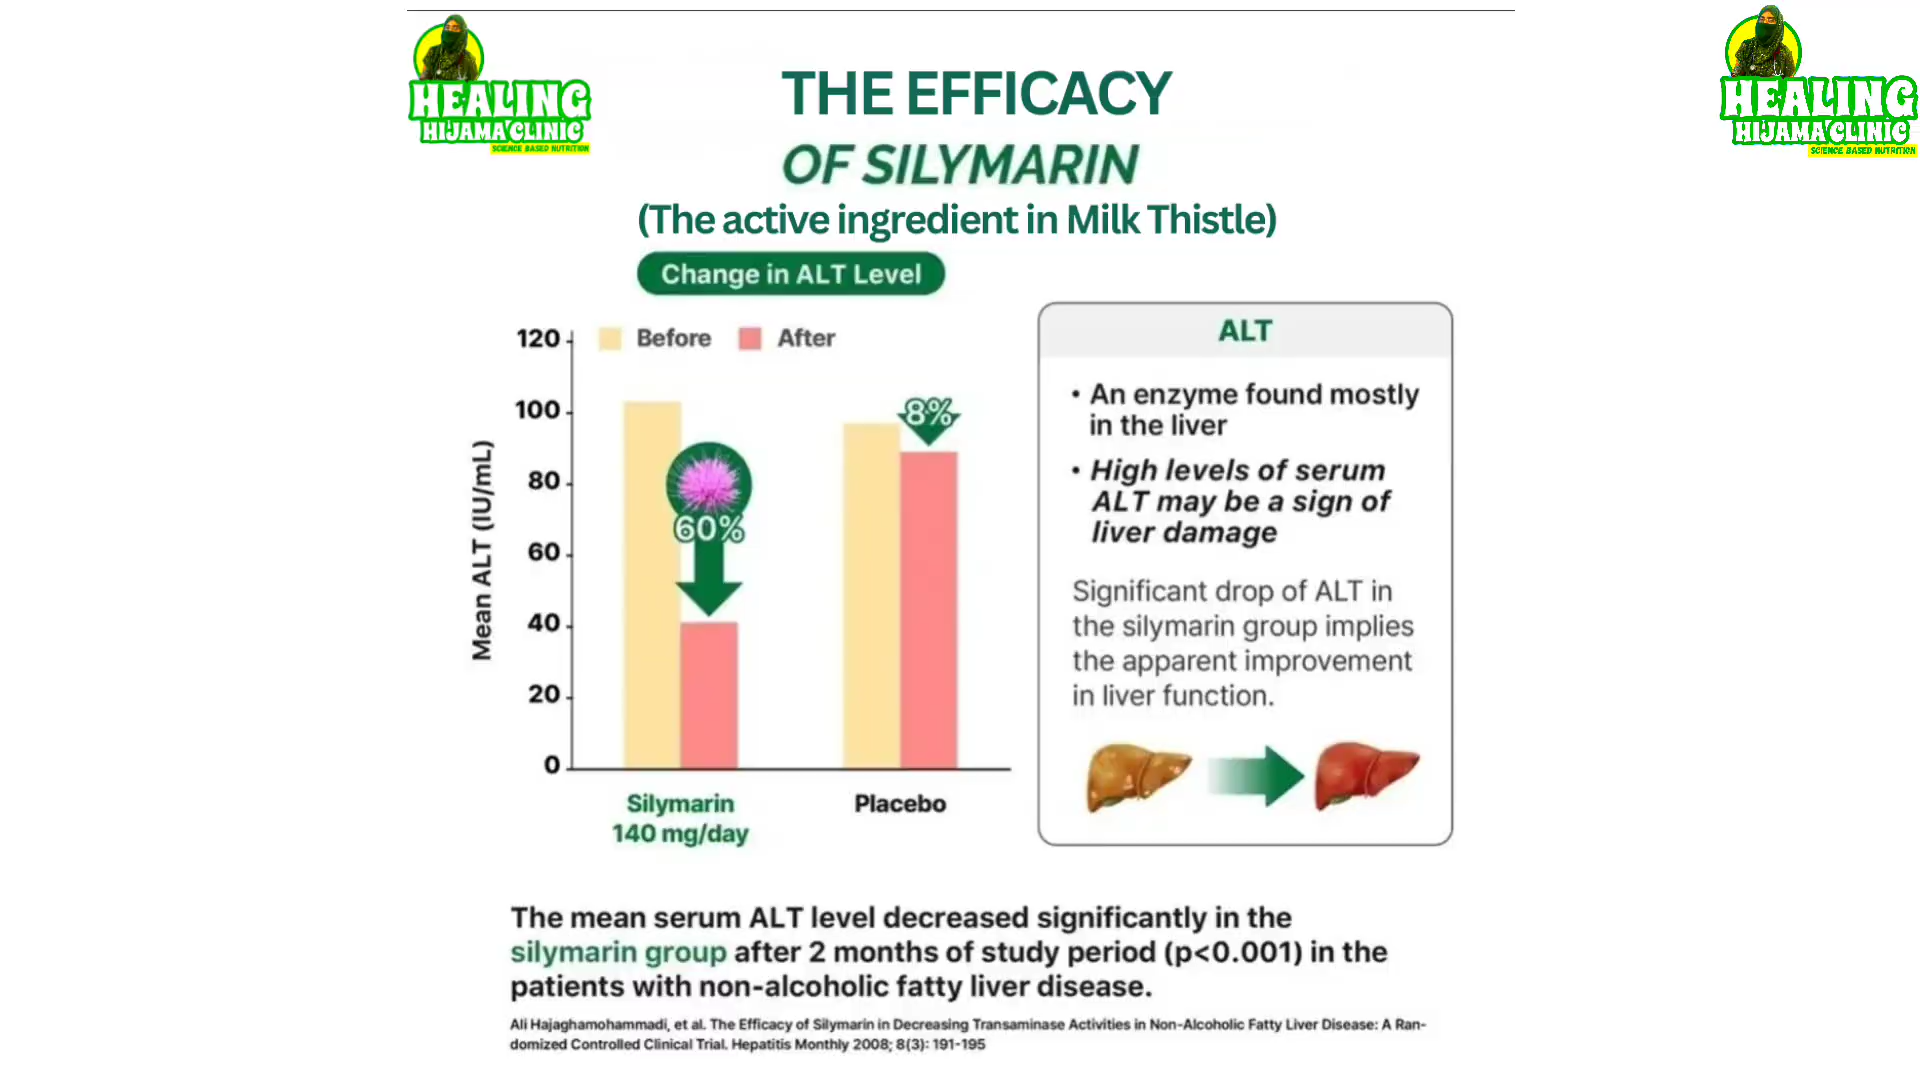 HEALING
HIJAMA CLINIC
SCIENCE BASED NUTRITION
HEALING
HIJAMA CLINIC
SCIENCE BASED NUTRITION
THE EFFICACY
OF SILYMARIN
(The active ingredient in Milk Thistle)
Change in ALT Level
Before
After
Mean ALT (IU/mL)
120
100
80
60
40
20
0
60%
8%
Silymarin
140 mg/day
Placebo
ALT
• An enzyme found mostly
in the liver
• High levels of serum
ALT may be a sign of
liver damage
Significant drop of ALT in
the silymarin group implies
the apparent improvement
in liver function.
The mean serum ALT level decreased significantly in the
silymarin group after 2 months of study period (p<0.001) in the
patients with non-alcoholic fatty liver disease.
Ali Hajaghamohammadi, et al. The Efficacy of Silymarin in Decreasing Transaminase Activities in Non-Alcoholic Fatty Liver Disease: A Ran-
domized Controlled Clinical Trial. Hepatitis Monthly 2008; 8(3): 191-195